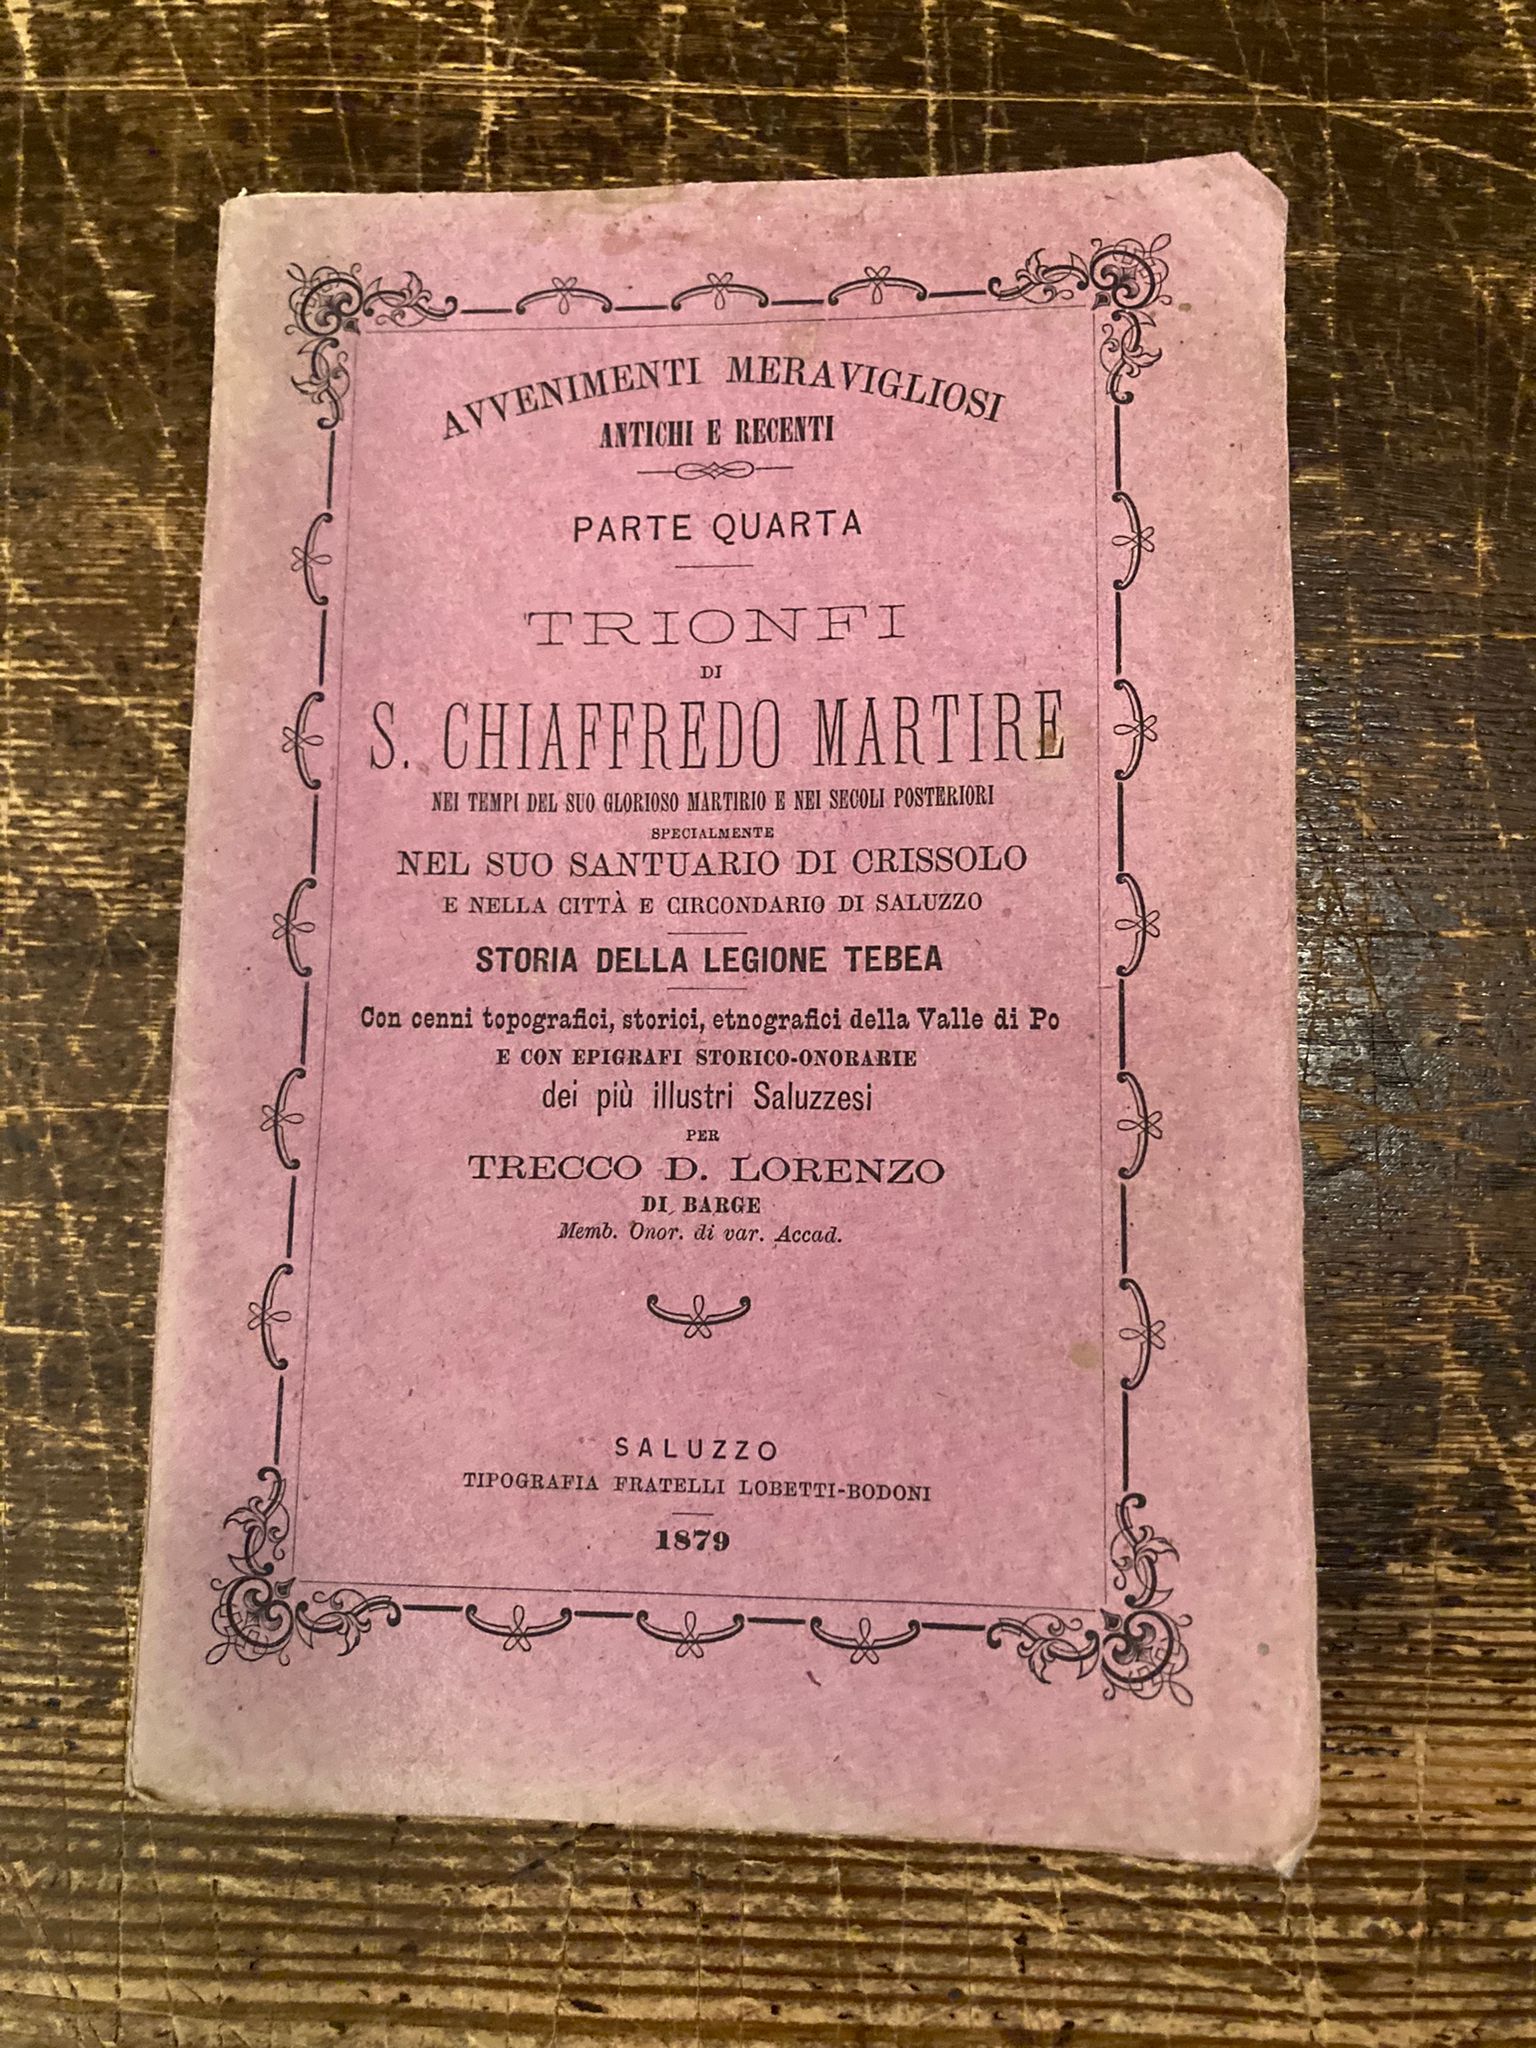 AVVENIMENTI MERAVIGLIOSI
ANTICHI E RECENTI
PARTE QUARTA
TRIONFI
DI
S. CHIAFFREDO MARTIRE
NEI TEMPI DEL SUO GLORIOSO MARTIRIO E NEI SECOLI POSTERIORI
SPECIALMENTE
NEL SUO SANTUARIO DI CRISSOLO
E NELLA CITTÀ E CIRCONDARIO DI SALUZZO
STORIA DELLA LEGIONE TEBEA
Con cenni topografici, storici, etnografici della Valle di Po
E CON EPIGRAFI STORICO-ONORARIE
dei più illustri Saluzzesi
PER
TRECCO D. LORENZO
DI BARGE
Memb. Onor. di var. Accad.
SALUZZO
TIPOGRAFIA FRATELLI LOBETTI-BODONI
1879